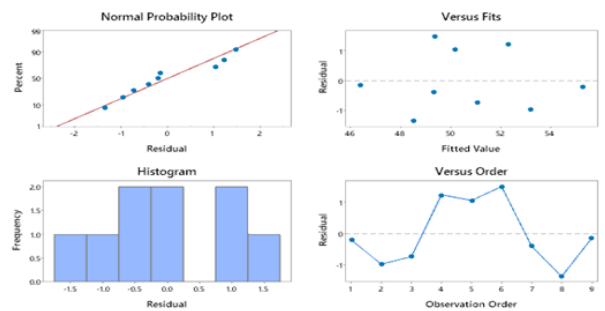 Normal Probability Plot
99
90
50
10
1
Percent
-2 -1 0 1 2
Residual
Versus Fits
1
0
-1
Residual
46 48 50 52 54
Fitted Value
Histogram
2.0
1.5
1.0
0.5
0.0
Frequency
-1.5 -1.0 -0.5 0.0 0.5 1.0 1.5
Residual
Versus Order
1
0
-1
Residual
1 2 3 4 5 6 7 8 9
Observation Order